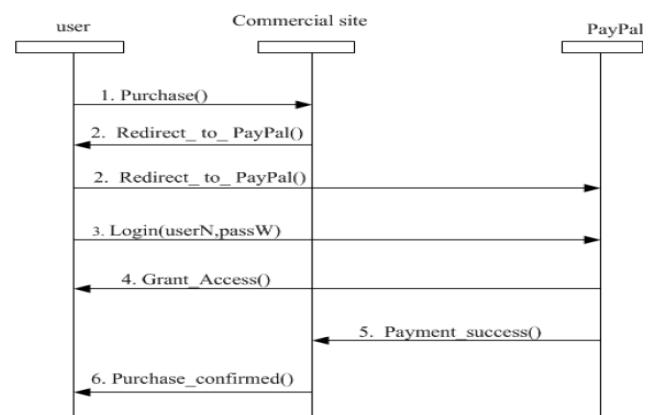 user
Commercial site
PayPal
1. Purchase()
2. Redirect_ to_ PayPal()
2. Redirect_ to_ PayPal()
3. Login(userN,passW)
4. Grant_Access()
5. Payment_success()
6. Purchase_confirmed()